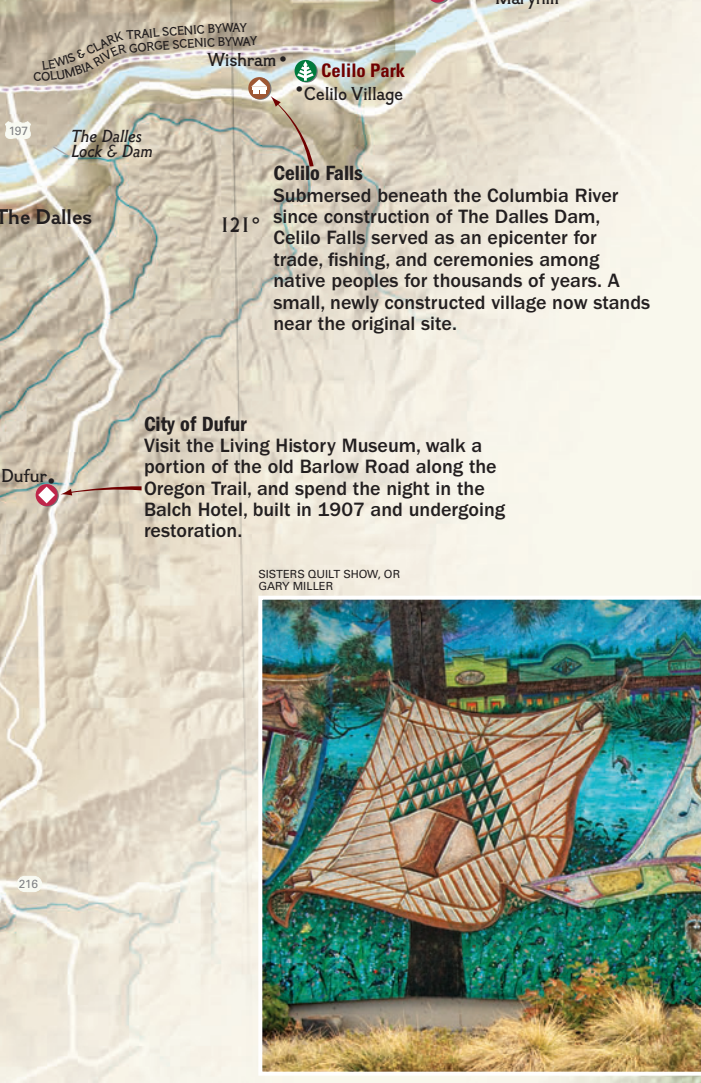 Maryhill
LEWIS & CLARK TRAIL SCENIC BYWAY
COLUMBIA RIVER GORGE SCENIC BYWAY
Wishram
Celilo Park
Celilo Village
197
The Dalles
Lock & Dam
The Dalles
121°
Celilo Falls
Submersed beneath the Columbia River
since construction of The Dalles Dam,
Celilo Falls served as an epicenter for
trade, fishing, and ceremonies among
native peoples for thousands of years. A
small, newly constructed village now stands
near the original site.
City of Dufur
Visit the Living History Museum, walk a
portion of the old Barlow Road along the
Oregon Trail, and spend the night in the
Balch Hotel, built in 1907 and undergoing
restoration.
Dufur
SISTERS QUILT SHOW, OR
GARY MILLER
216